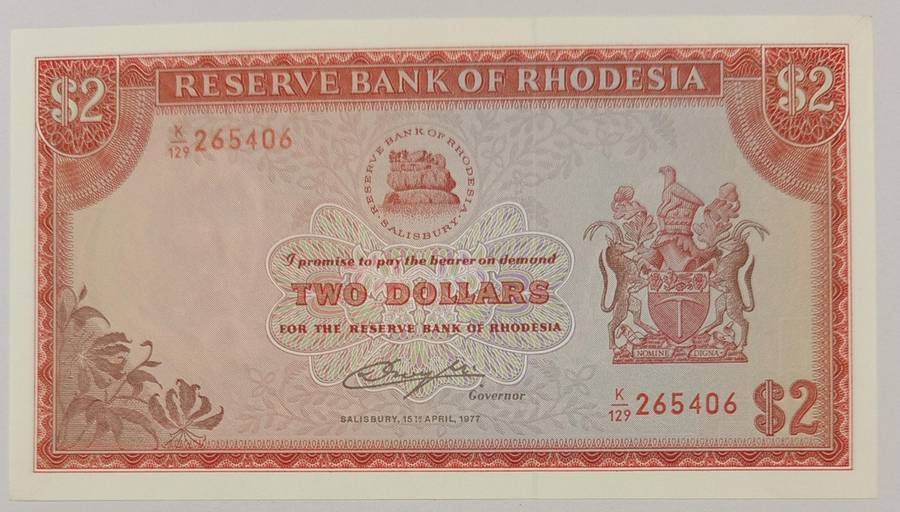 $2
RESERVE BANK OF RHODESIA
$2
K/129 265406
RESERVE BANK OF RHODESIA
· SALISBURY ·
I promise to pay the bearer on demand
TWO DOLLARS
FOR THE RESERVE BANK OF RHODESIA
Governor
SALISBURY, 15TH APRIL, 1977
SIT NOMINE DIGNA
K/129 265406
$2